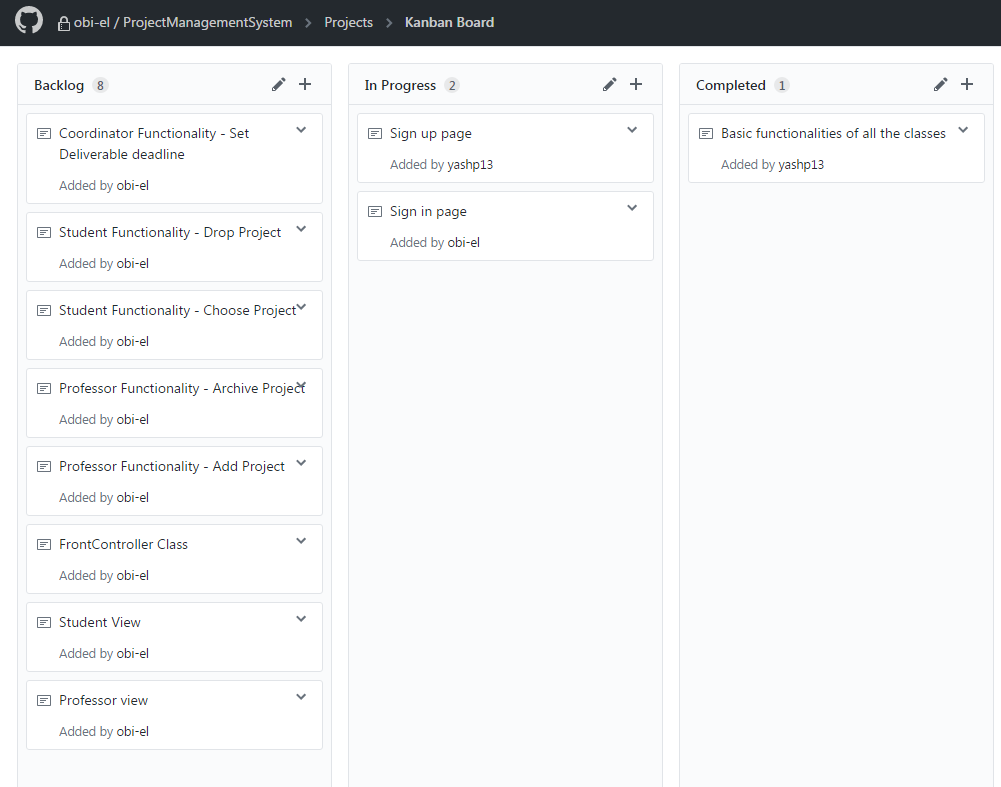 obi-el / ProjectManagementSystem > Projects > Kanban Board
Backlog 8
Coordinator Functionality - Set
Deliverable deadline
Added by obi-el
Student Functionality - Drop Project
Added by obi-el
Student Functionality - Choose Project
Added by obi-el
Professor Functionality - Archive Project
Added by obi-el
Professor Functionality - Add Project
Added by obi-el
FrontController Class
Added by obi-el
Student View
Added by obi-el
Professor view
Added by obi-el
In Progress 2
Sign up page
Added by yashp13
Sign in page
Added by obi-el
Completed 1
Basic functionalities of all the classes
Added by yashp13